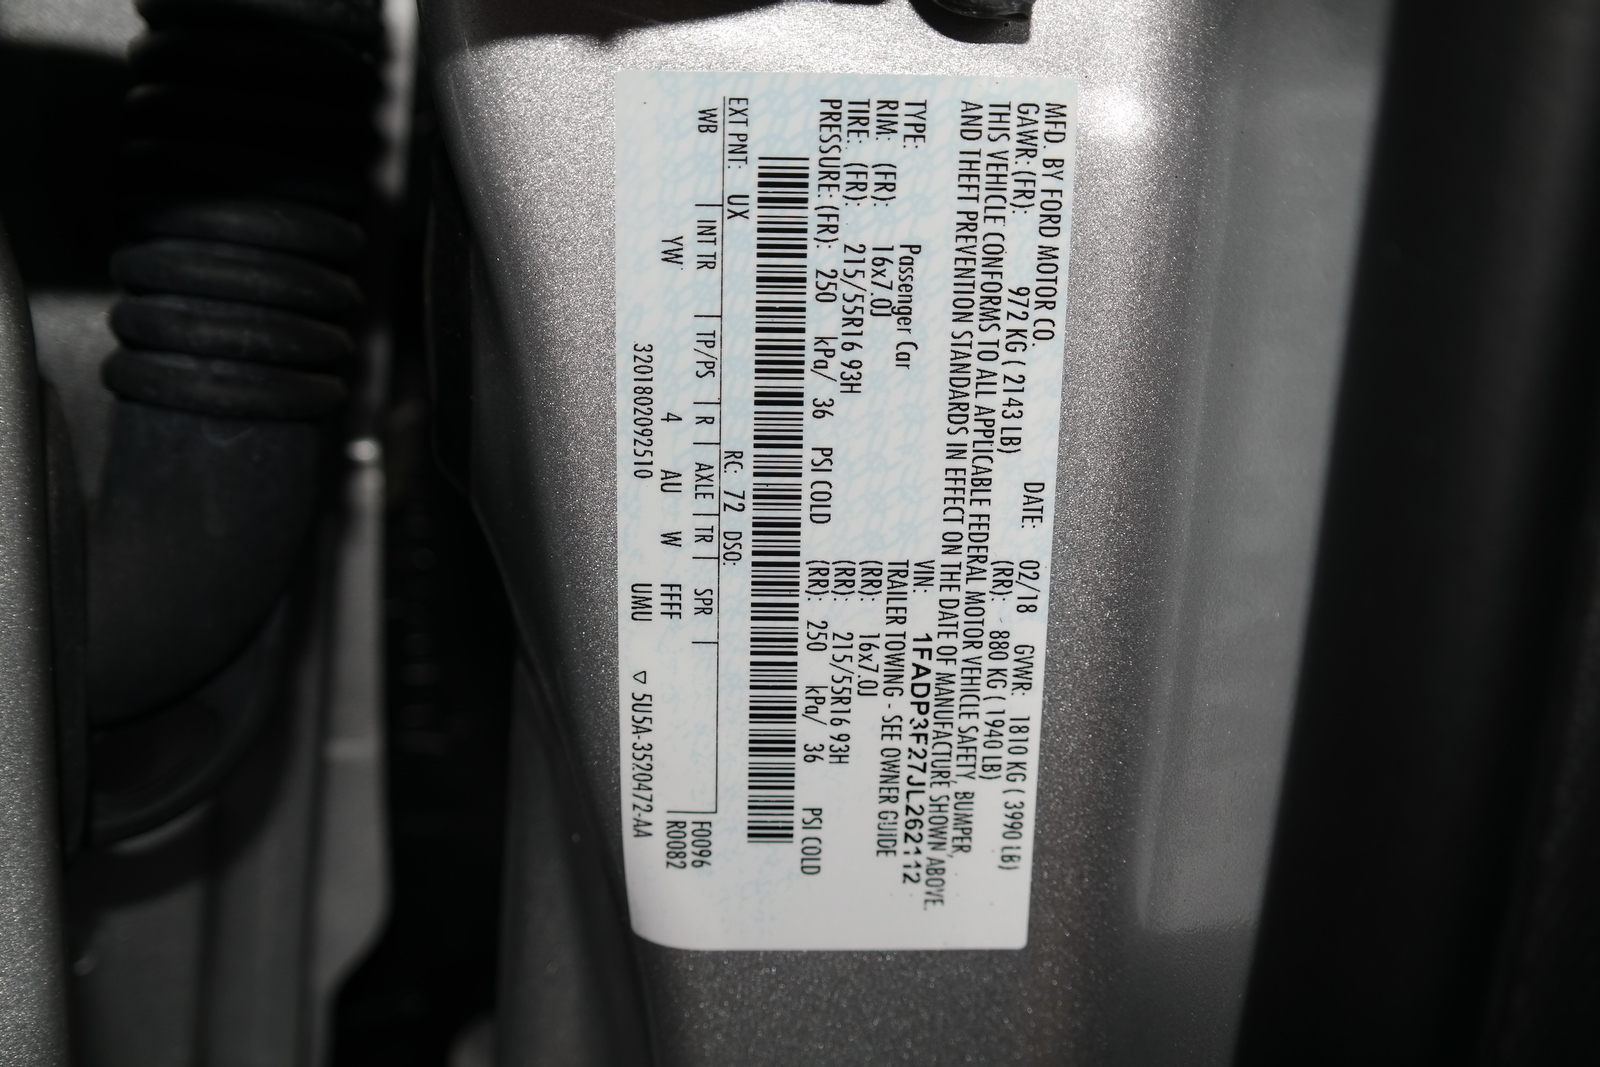 MFD. BY FORD MOTOR CO. DATE: 02/18 GVWR: 1810 KG ( 3990 LB)
GAWR: (FR): 972 KG ( 2143 LB) (RR): 880 KG ( 1940 LB)
THIS VEHICLE CONFORMS TO ALL APPLICABLE FEDERAL MOTOR VEHICLE SAFETY, BUMPER,
AND THEFT PREVENTION STANDARDS IN EFFECT ON THE DATE OF MANUFACTURE SHOWN ABOVE.
VIN: 1FADP3F27JL262112
TYPE: Passenger Car TRAILER TOWING - SEE OWNER GUIDE
RIM: (FR): 16x7.0J (RR): 16x7.0J
TIRE: (FR): 215/55R16 93H (RR): 215/55R16 93H
PRESSURE: (FR): 250 kPa/ 36 PSI COLD (RR): 250 kPa/ 36 PSI COLD
EXT PNT: UX RC: 72 DSO:
WB | INT TR | TP/PS | R | AXLE | TR | SPR | F0096
YW 4 AU W FFFF R0082
3201802092510 UMU ▽ 5U5A-3520472-AA